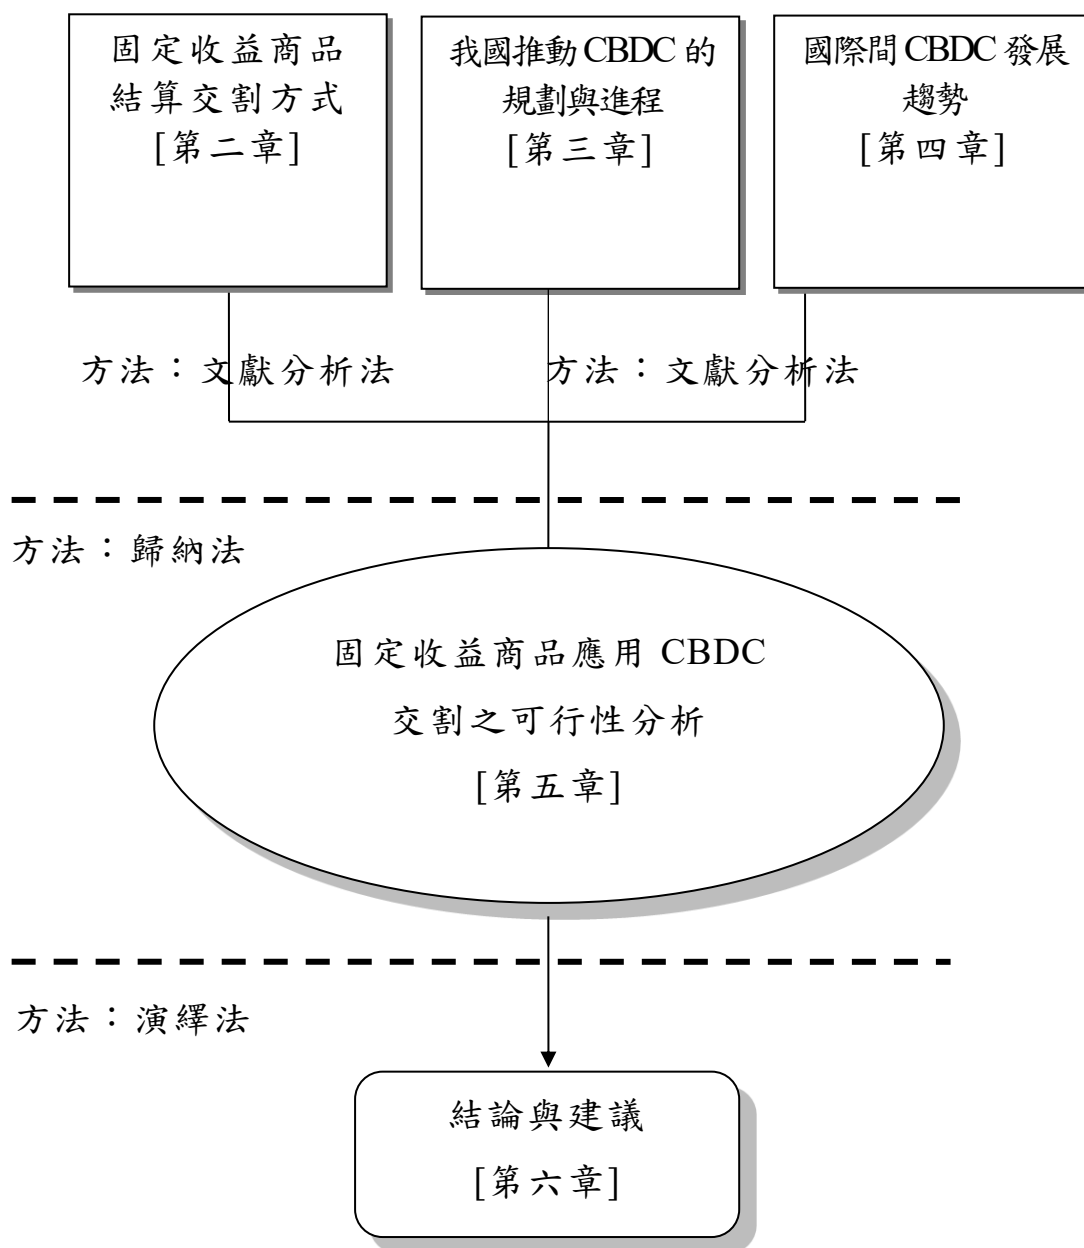 固定收益商品
結算交割方式
[第二章]
我國推動CBDC的
規劃與進程
[第三章]
國際間CBDC發展
趨勢
[第四章]
方法：文獻分析法
方法：文獻分析法
方法：歸納法
固定收益商品應用 CBDC
交割之可行性分析
[第五章]
方法：演繹法
結論與建議
[第六章]